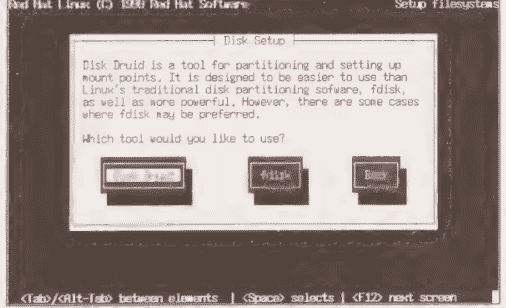 Red Hat Linux (C) 1998 Red Hat Software Setup filesystems
Disk Setup
Disk Druid is a tool for partitioning and setting up
mount points. It is designed to be easier to use than
Linux's traditional disk partitioning sofware, fdisk,
as well as more powerful. However, there are some cases
where fdisk may be preferred.
Which tool would you like to use?
Disk Druid fdisk Back
<Tab>/<Alt-Tab> between elements | <Space> selects | <F12> next screen